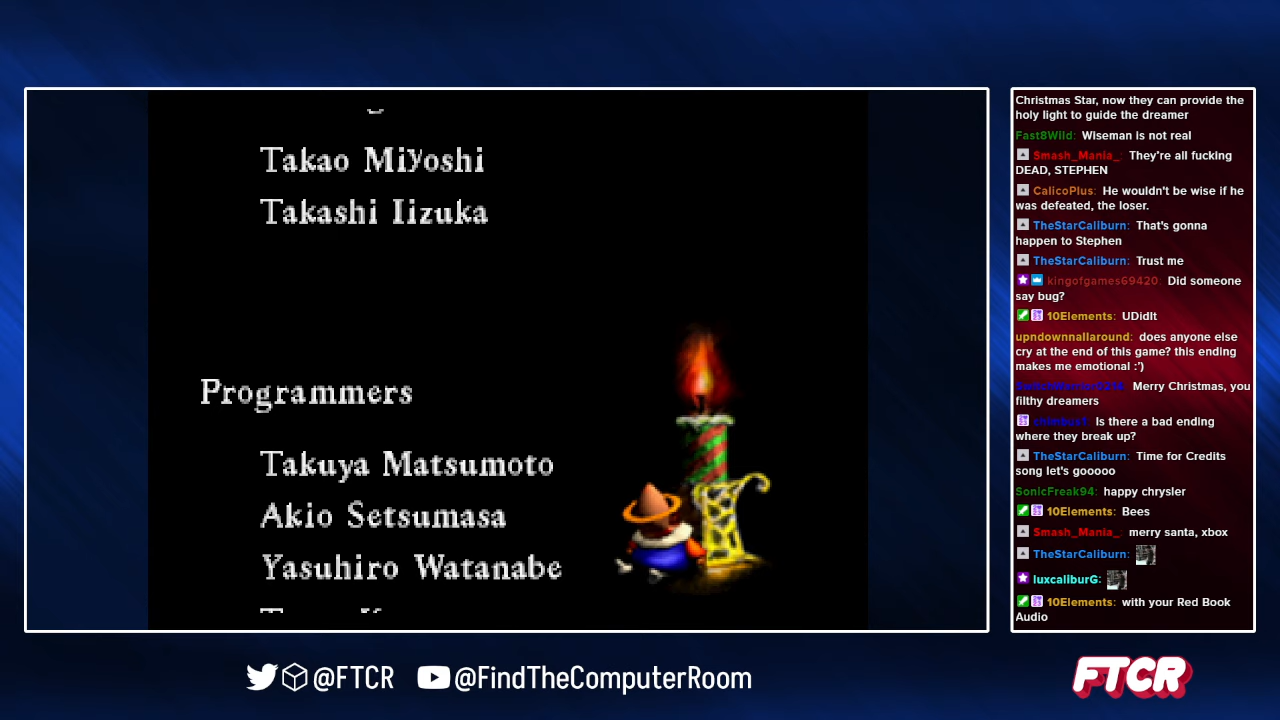 Takao Miyoshi
Takashi Iizuka
Programmers
Takuya Matsumoto
Akio Setsumasa
Yasuhiro Watanabe
Christmas Star, now they can provide the
holy light to guide the dreamer
Fast8Wild: Wiseman is not real
Smash_Mania_: They're all fucking
DEAD, STEPHEN
CalicoPlus: He wouldn't be wise if he
was defeated, the loser.
TheStarCaliburn: That's gonna
happen to Stephen
TheStarCaliburn: Trust me
kingofgames69420: Did someone
say bug?
10Elements: UDidIt
upndownnallaround: does anyone else
cry at the end of this game? this ending
makes me emotional :')
Merry Christmas, you
filthy dreamers
Is there a bad ending
where they break up?
TheStarCaliburn: Time for Credits
song let's gooooo
SonicFreak94: happy chrysler
10Elements: Bees
Smash_Mania_: merry santa, xbox
TheStarCaliburn:
luxcaliburG:
10Elements: with your Red Book
Audio
@FTCR @FindTheComputerRoom
FTCR